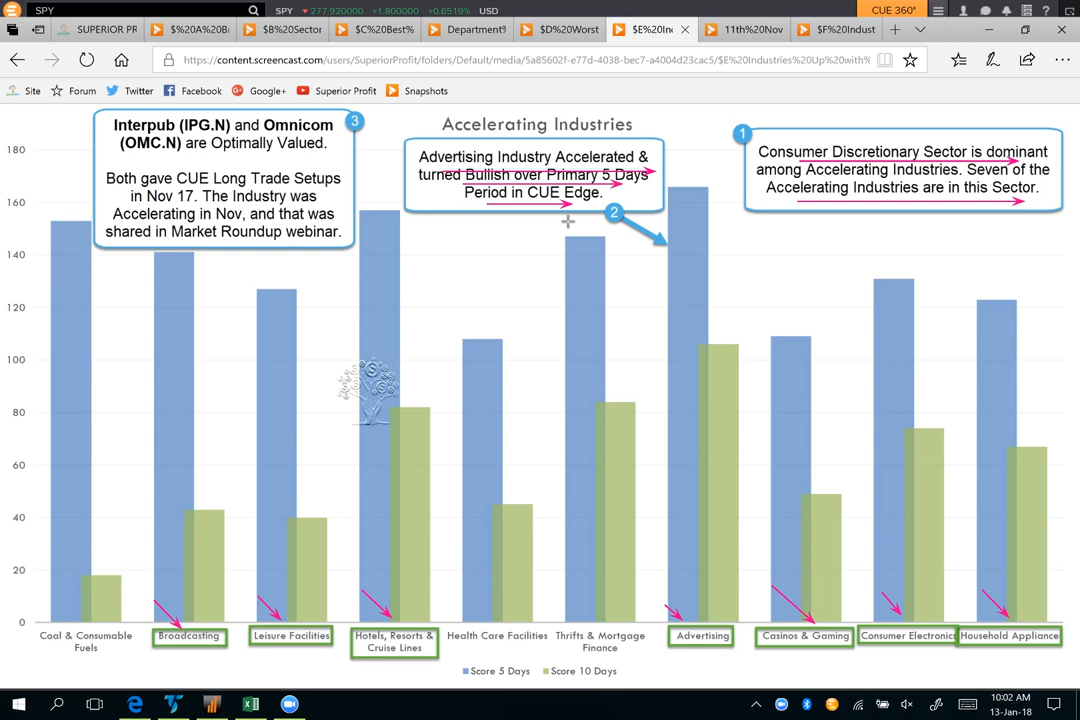 SPY
SPY 277.920000 +1.800000 +0.6519% USD
CUE 360°
SUPERIOR PR
$%20A%20B
$B%20Sector
$C%20Best%
Department9
$D%20Worst
$E%20In
11th%20Nov
$F%20Indust
https://content.screencast.com/users/SuperiorProfit/folders/Default/media/5a85602f-e77d-4038-bec7-a4004d23cac5/$E%20Industries%20Up%20with%
Site
Forum
Twitter
Facebook
Google+
Superior Profit
Snapshots
Accelerating Industries
3
Interpub (IPG.N) and Omnicom
(OMC.N) are Optimally Valued.
Both gave CUE Long Trade Setups
in Nov 17. The Industry was
Accelerating in Nov, and that was
shared in Market Roundup webinar.
Advertising Industry Accelerated &
turned Bullish over Primary 5 Days
Period in CUE Edge.
2
1
Consumer Discretionary Sector is dominant
among Accelerating Industries. Seven of the
Accelerating Industries are in this Sector.
180
160
140
120
100
80
60
40
20
0
Coal & Consumable
Fuels
Broadcasting
Leisure Facilities
Hotels, Resorts &
Cruise Lines
Health Care Facilities
Thrifts & Mortgage
Finance
Advertising
Casinos & Gaming
Consumer Electronics
Household Appliance
Score 5 Days
Score 10 Days
10:02 AM
13-Jan-18